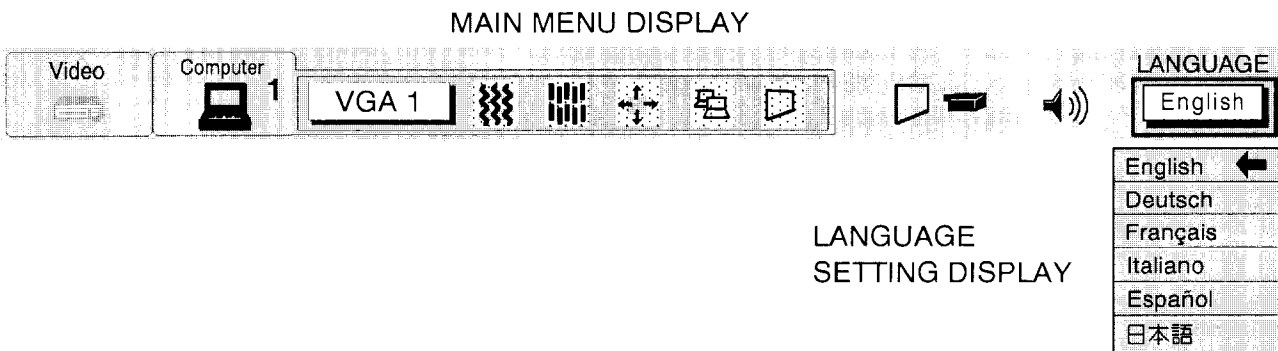 MAIN MENU DISPLAY
Video
Computer
1
VGA 1
LANGUAGE
English
English
Deutsch
Français
Italiano
Español
日本語
LANGUAGE
SETTING DISPLAY